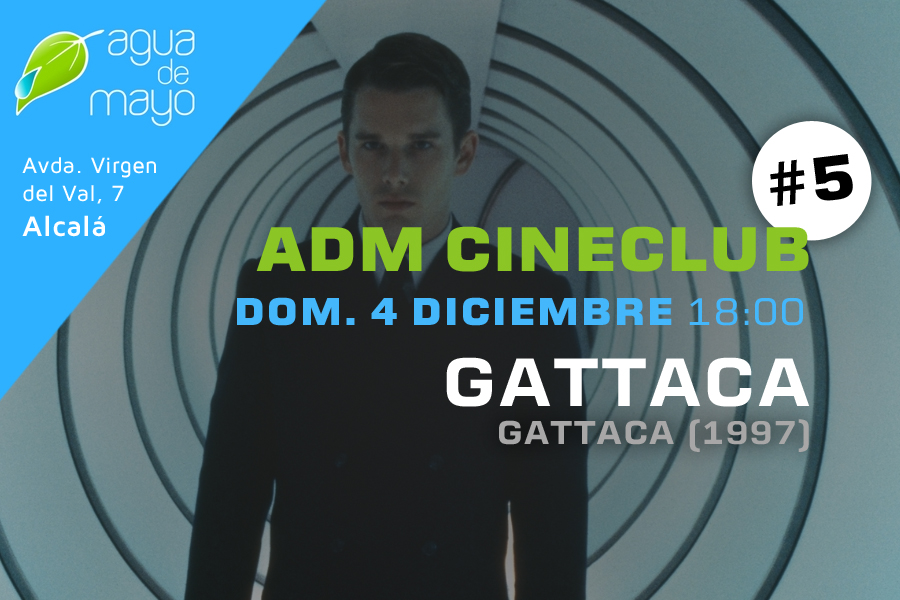 agua
de
mayo
Avda. Virgen
del Val, 7
Alcalá
#5
ADM CINECLUB
DOM. 4 DICIEMBRE 18:00
GATTACA
GATTACA (1997)